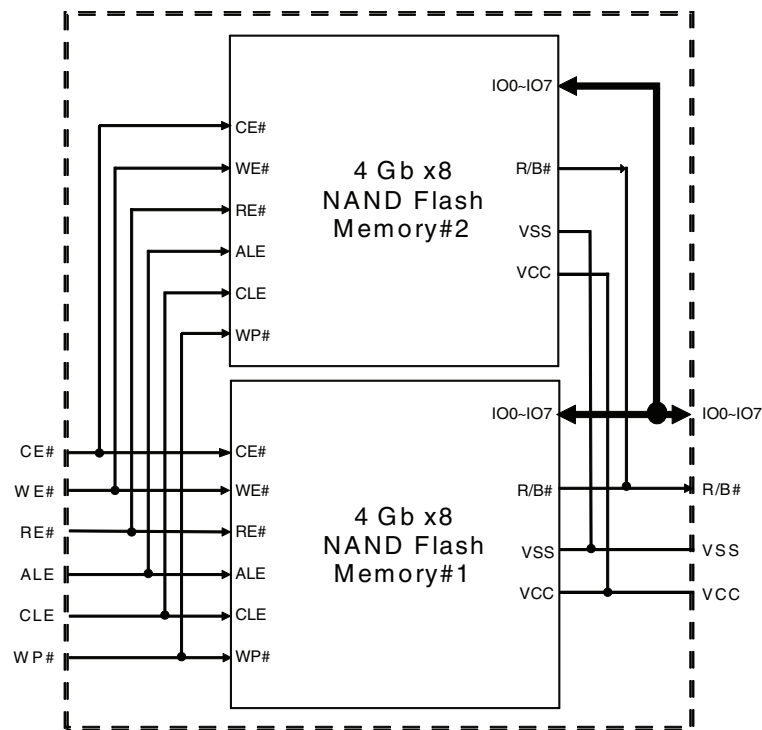 IO0~IO7
CE#
WE#
4 Gb x8
NAND Flash
Memory#2
R/B#
RE#
VSS
ALE
VCC
CLE
WP#
IO0~IO7
IO0~IO7
CE#
CE#
WE#
WE#
4 Gb x8
NAND Flash
Memory#1
R/B#
R/B#
RE#
RE#
VSS
VSS
ALE
ALE
VCC
VCC
CLE
CLE
WP#
WP#